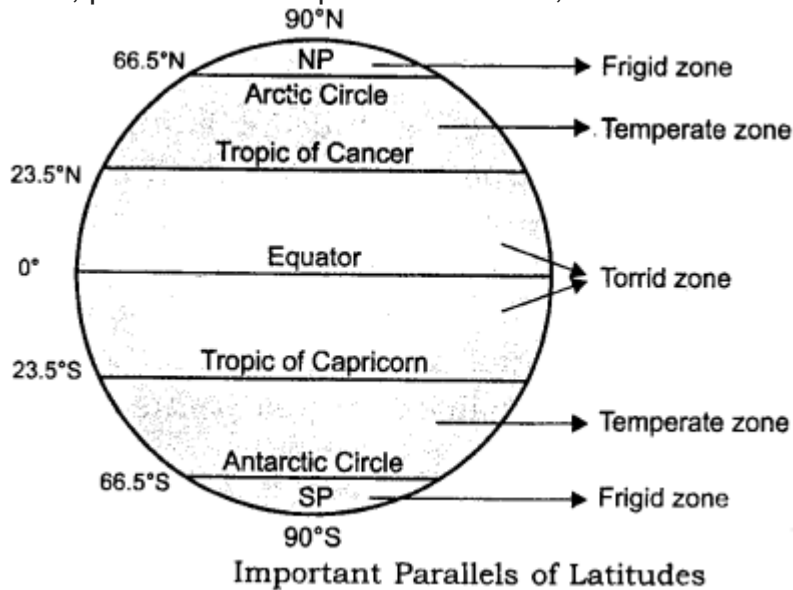 90°N
66.5°N
NP
Frigid zone
Arctic Circle
Temperate zone
Tropic of Cancer
23.5°N
Equator
0°
Torrid zone
Tropic of Capricorn
23.5°S
Temperate zone
Antarctic Circle
66.5°S
SP
Frigid zone
90°S
Important Parallels of Latitudes